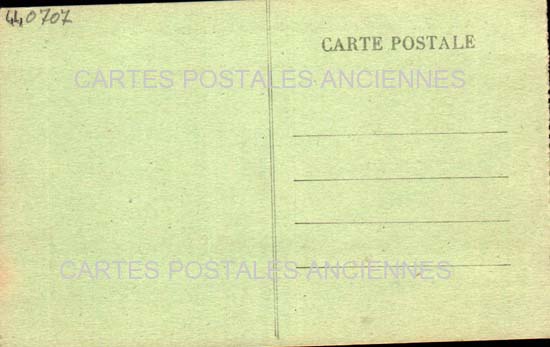 440707
CARTE POSTALE
CARTES POSTALES ANCIENNES
CARTES POSTALES ANCIENNES